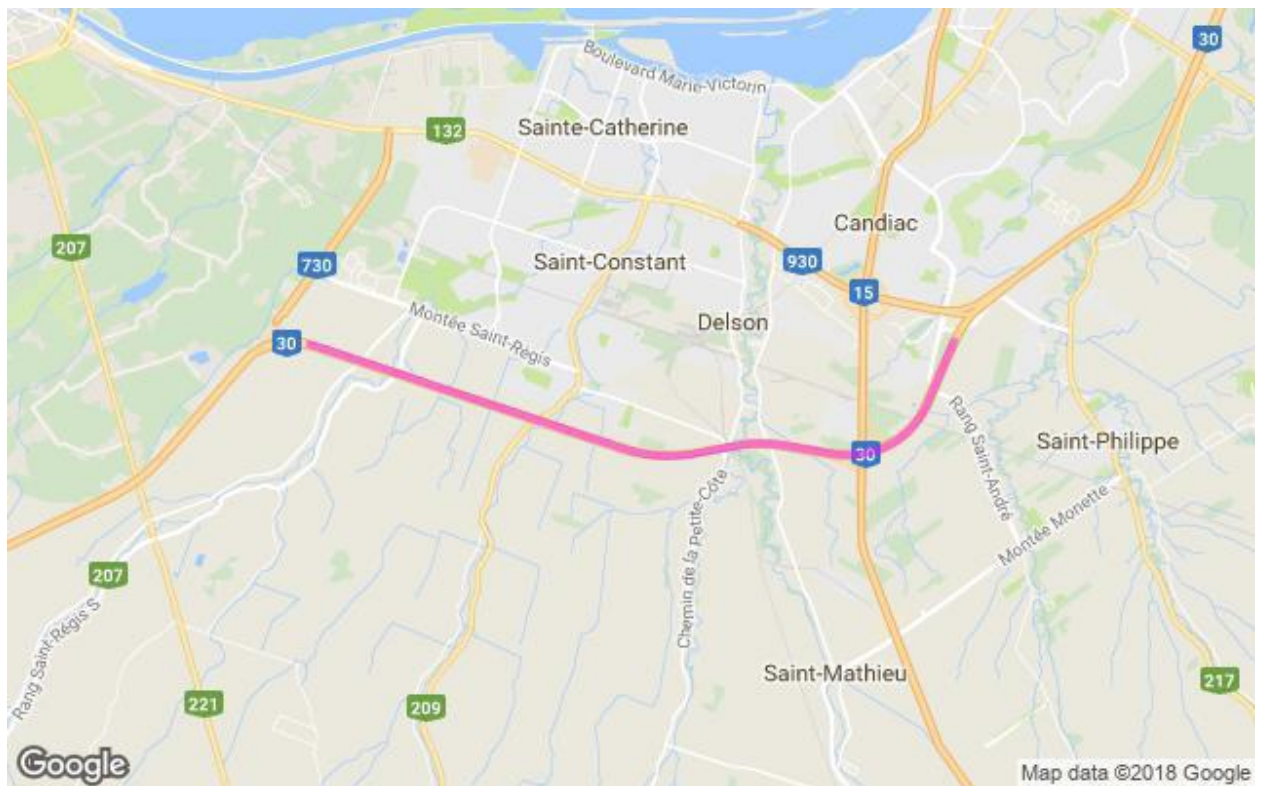 30
Boulevard Marie-Victorin
132
Sainte-Catherine
Candiac
207
730
Saint-Constant
930
15
Delson
Montée Saint-Régis
30
Rang Saint-André
Saint-Philippe
30
Chemin de la Petite-Côte
Montée Monette
207
Rang Saint-Régis S
Saint-Mathieu
217
221
209
Google
Map data ©2018 Google